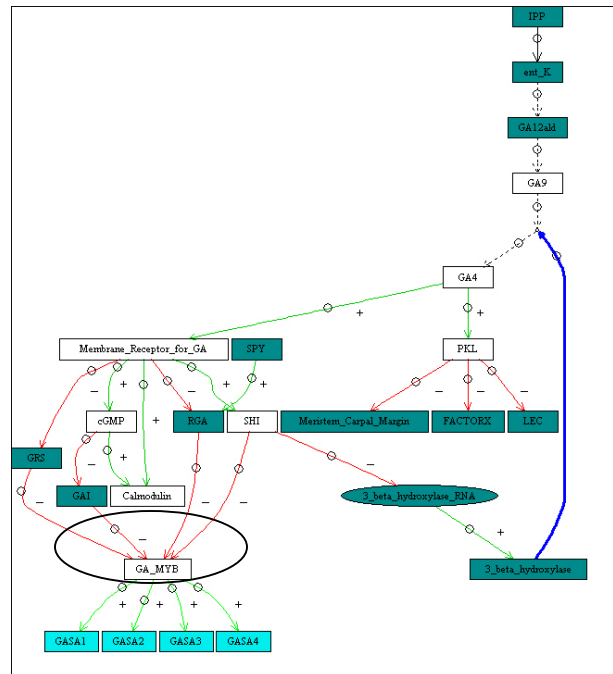 IPP
ent_K
GA12ald
GA9
GA4
+ +
Membrane_Receptor_for_GA SPY PKL
− + − + + − − −
cGMP RGA SHI Meristem_Carpal_Margin FACTORX LEC
+
GRS − + − −
GAI Calmodulin 3_beta_hydroxylase_RNA
− − −
+
−
GA_MYB 3_beta_hydroxylase
+ + + +
GASA1 GASA2 GASA3 GASA4